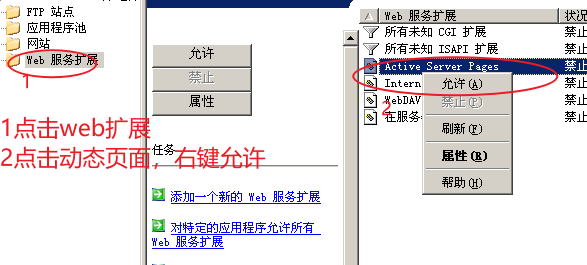 FTP 站点
应用程序池
网站
Web 服务扩展
1
1点击web扩展
2点击动态页面，右键允许
允许
禁止
属性
任务
添加一个新的 Web 服务扩展
对特定的应用程序允许所有
Web 服务扩展
Web 服务扩展 状况
所有未知 CGI 扩展 禁止
所有未知 ISAPI 扩展 禁止
Active Server Pages 禁止
Intern 禁止
WebDAV 禁止
在服务 禁止
2
允许(A)
禁止(P)
刷新(F)
属性(R)
帮助(H)